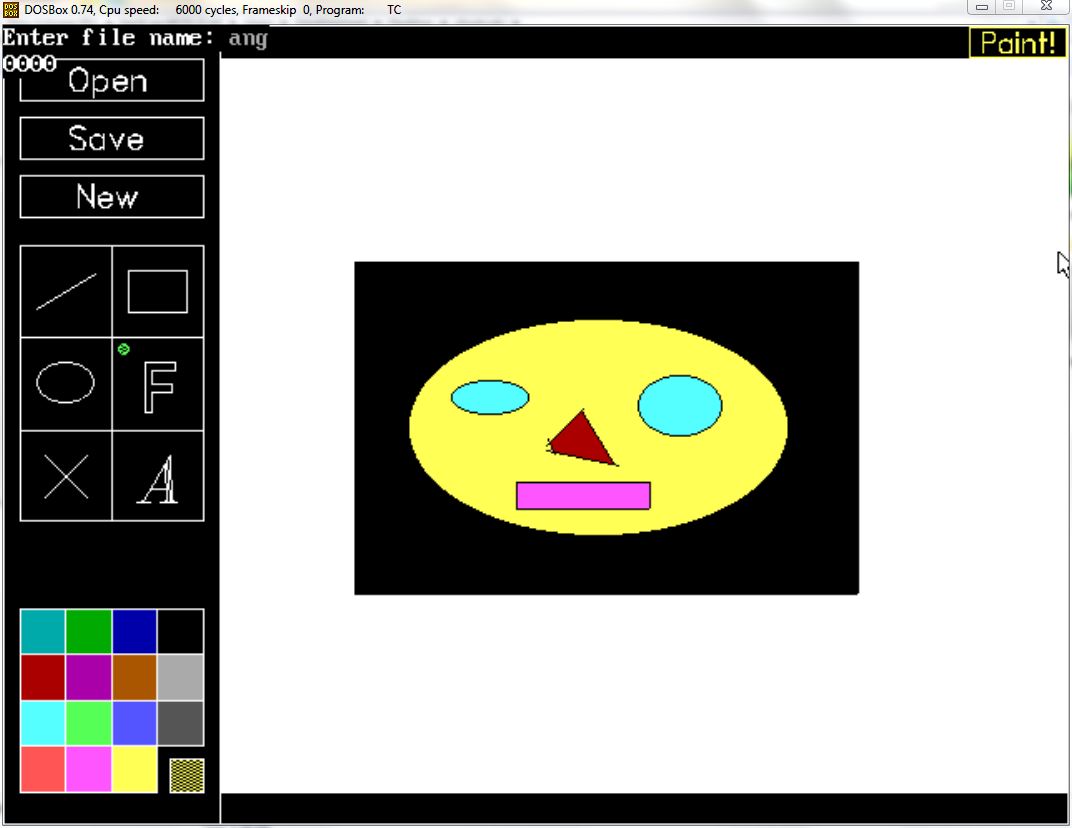 DOSBox 0.74, Cpu speed: 6000 cycles, Frameskip 0, Program: TC
Enter file name: ang
Paint!
0000
Open
Save
New
F
A